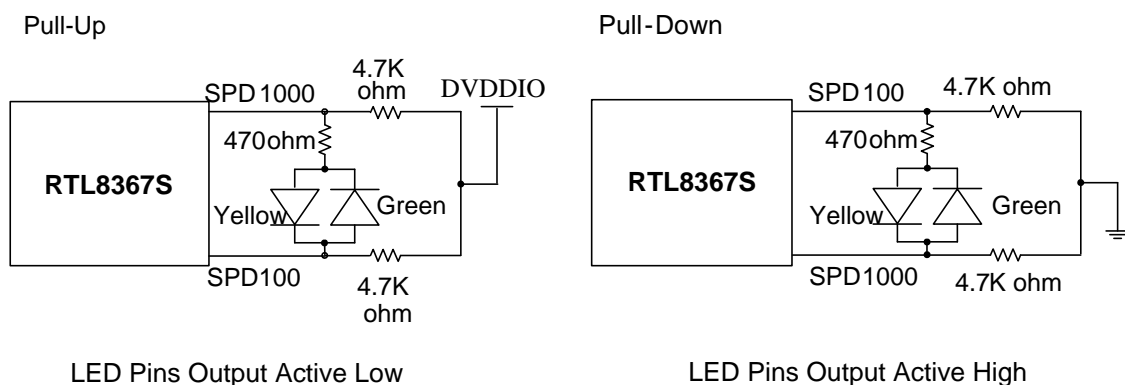 Pull-Up
4.7K
ohm
DVDDIO
SPD1000
470ohm
RTL8367S
Yellow
Green
SPD100
4.7K
ohm
LED Pins Output Active Low
Pull-Down
SPD100
4.7K ohm
470ohm
RTL8367S
Yellow
Green
SPD1000
4.7K ohm
LED Pins Output Active High